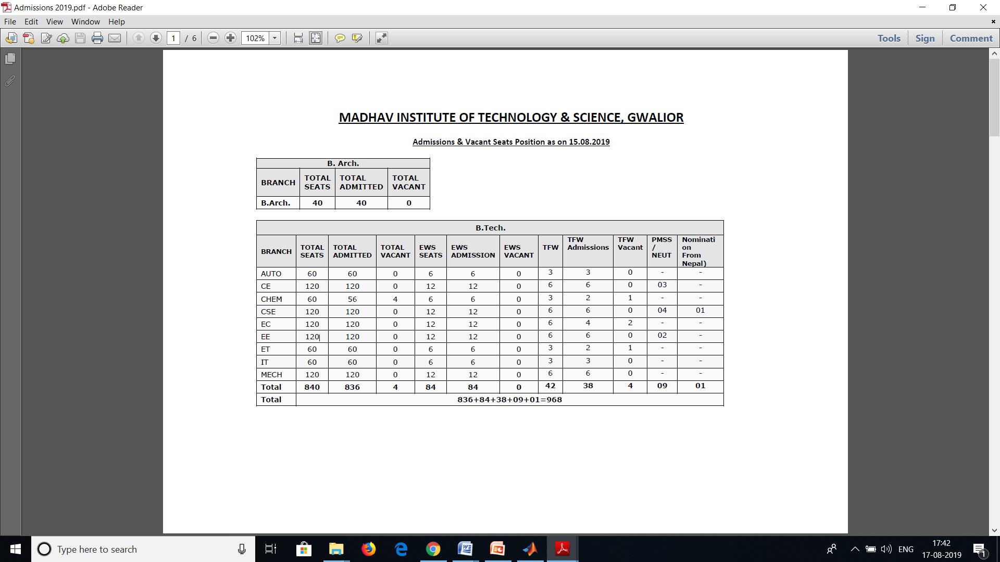 Admissions 2019.pdf - Adobe Reader
File Edit View Window Help
1 / 6 102% Tools Sign Comment
MADHAV INSTITUTE OF TECHNOLOGY & SCIENCE, GWALIOR
Admissions & Vacant Seats Position as on 15.08.2019
B. Arch.
BRANCH TOTAL SEATS TOTAL ADMITTED TOTAL VACANT
B.Arch. 40 40 0
B.Tech.
BRANCH TOTAL SEATS TOTAL ADMITTED TOTAL VACANT EWS SEATS EWS ADMISSION EWS VACANT TFW TFW Admissions TFW Vacant PMSS / NEUT Nominati on From Nepal)
AUTO 60 60 0 6 6 0 3 3 0 - -
CE 120 120 0 12 12 0 6 6 0 03 -
CHEM 60 56 4 6 6 0 3 2 1 - -
CSE 120 120 0 12 12 0 6 6 0 04 01
EC 120 120 0 12 12 0 6 4 2 - -
EE 120 120 0 12 12 0 6 6 0 02 -
ET 60 60 0 6 6 0 3 2 1 - -
IT 60 60 0 6 6 0 3 3 0 - -
MECH 120 120 0 12 12 0 6 6 0 - -
Total 840 836 4 84 84 0 42 38 4 09 01
Total 836+84+38+09+01=968
Type here to search
ENG
17:42
17-08-2019
1